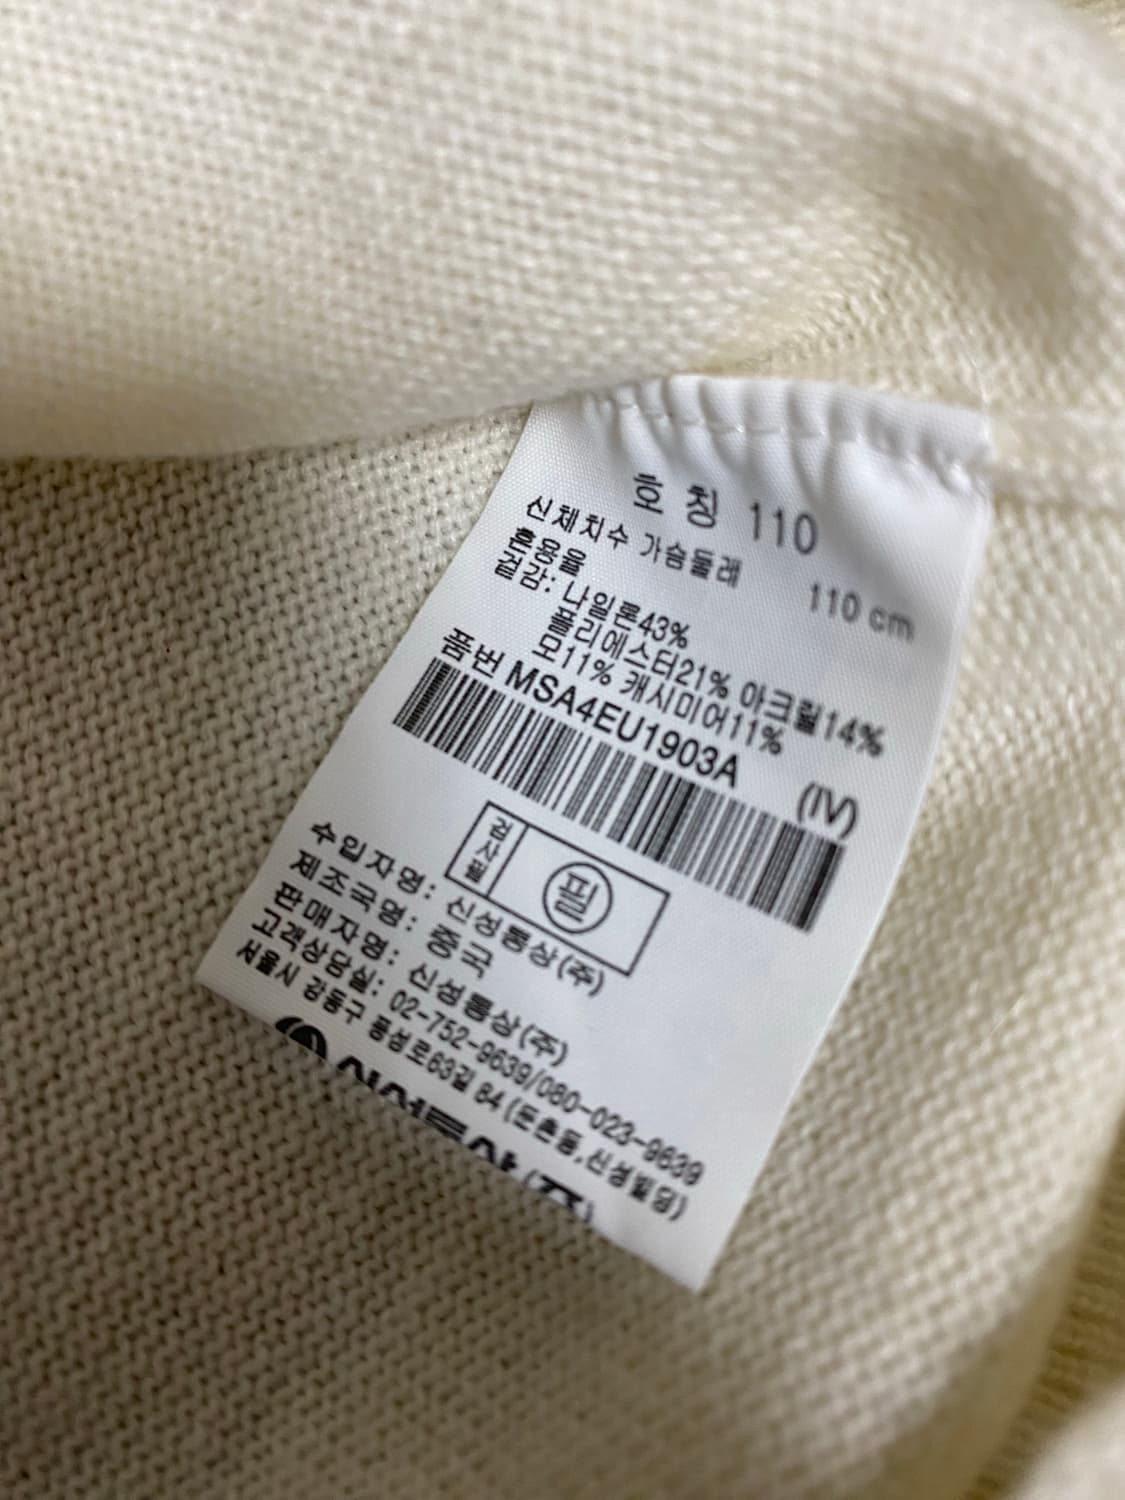 호 칭 110
신체치수 가슴둘레 110 cm
혼용율
겉감: 나일론43%
폴리에스터21% 아크릴14%
모11% 캐시미어11%
품번 MSA4EU1903A (IV)
검사필 필
수입자명: 신성통상(주)
제조국명: 중국
판매자명: 신성통상(주)
고객상담실: 02-752-9639/080-023-9639
서울시 강동구 풍성로63길 84 (둔촌동,신성빌딩)
신성통상(주)